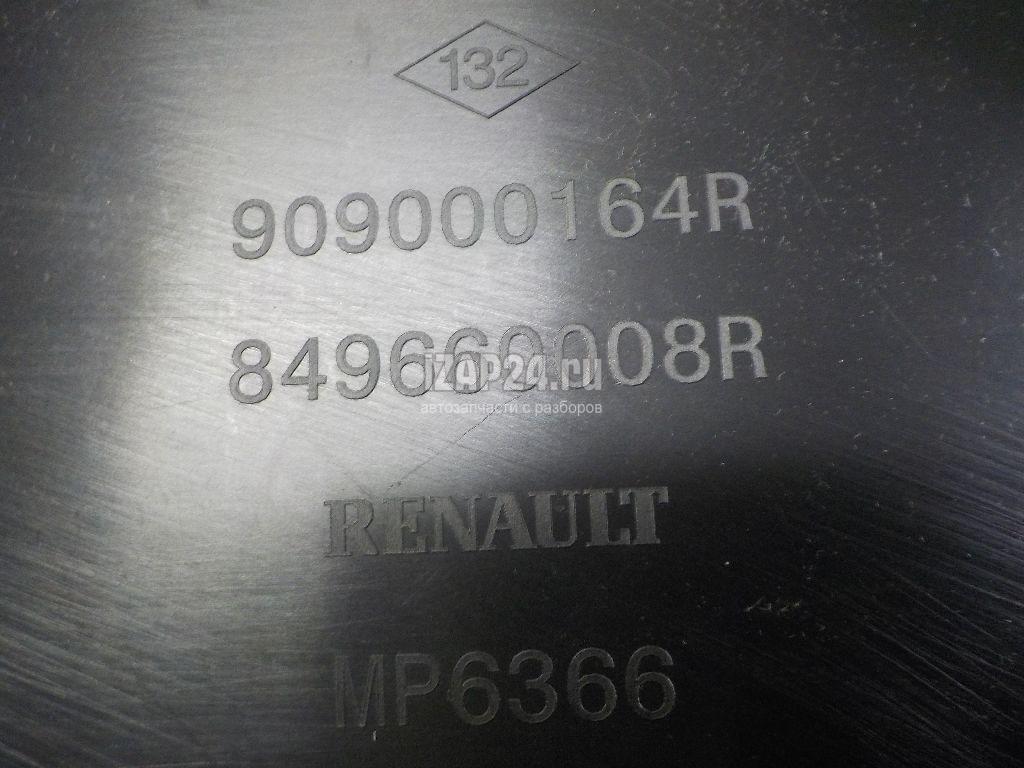 132
909000164R
849660008R
iZAP24.ru
автозапчасти с разборов
RENAULT
MP6366